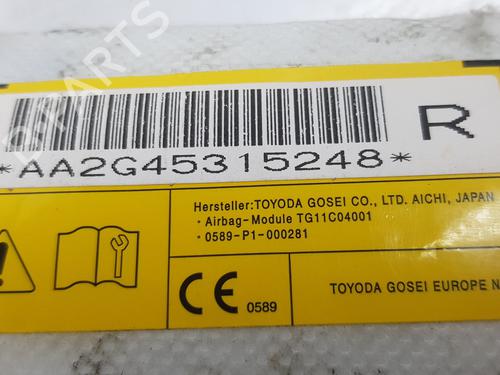 *AA2G45315248*
R
Hersteller:TOYODA GOSEI CO., LTD. AICHI, JAPAN
・Airbag-Module TG11C04001
・0589-P1-000281
CE 0589
TOYODA GOSEI EUROPE N
B PARTS